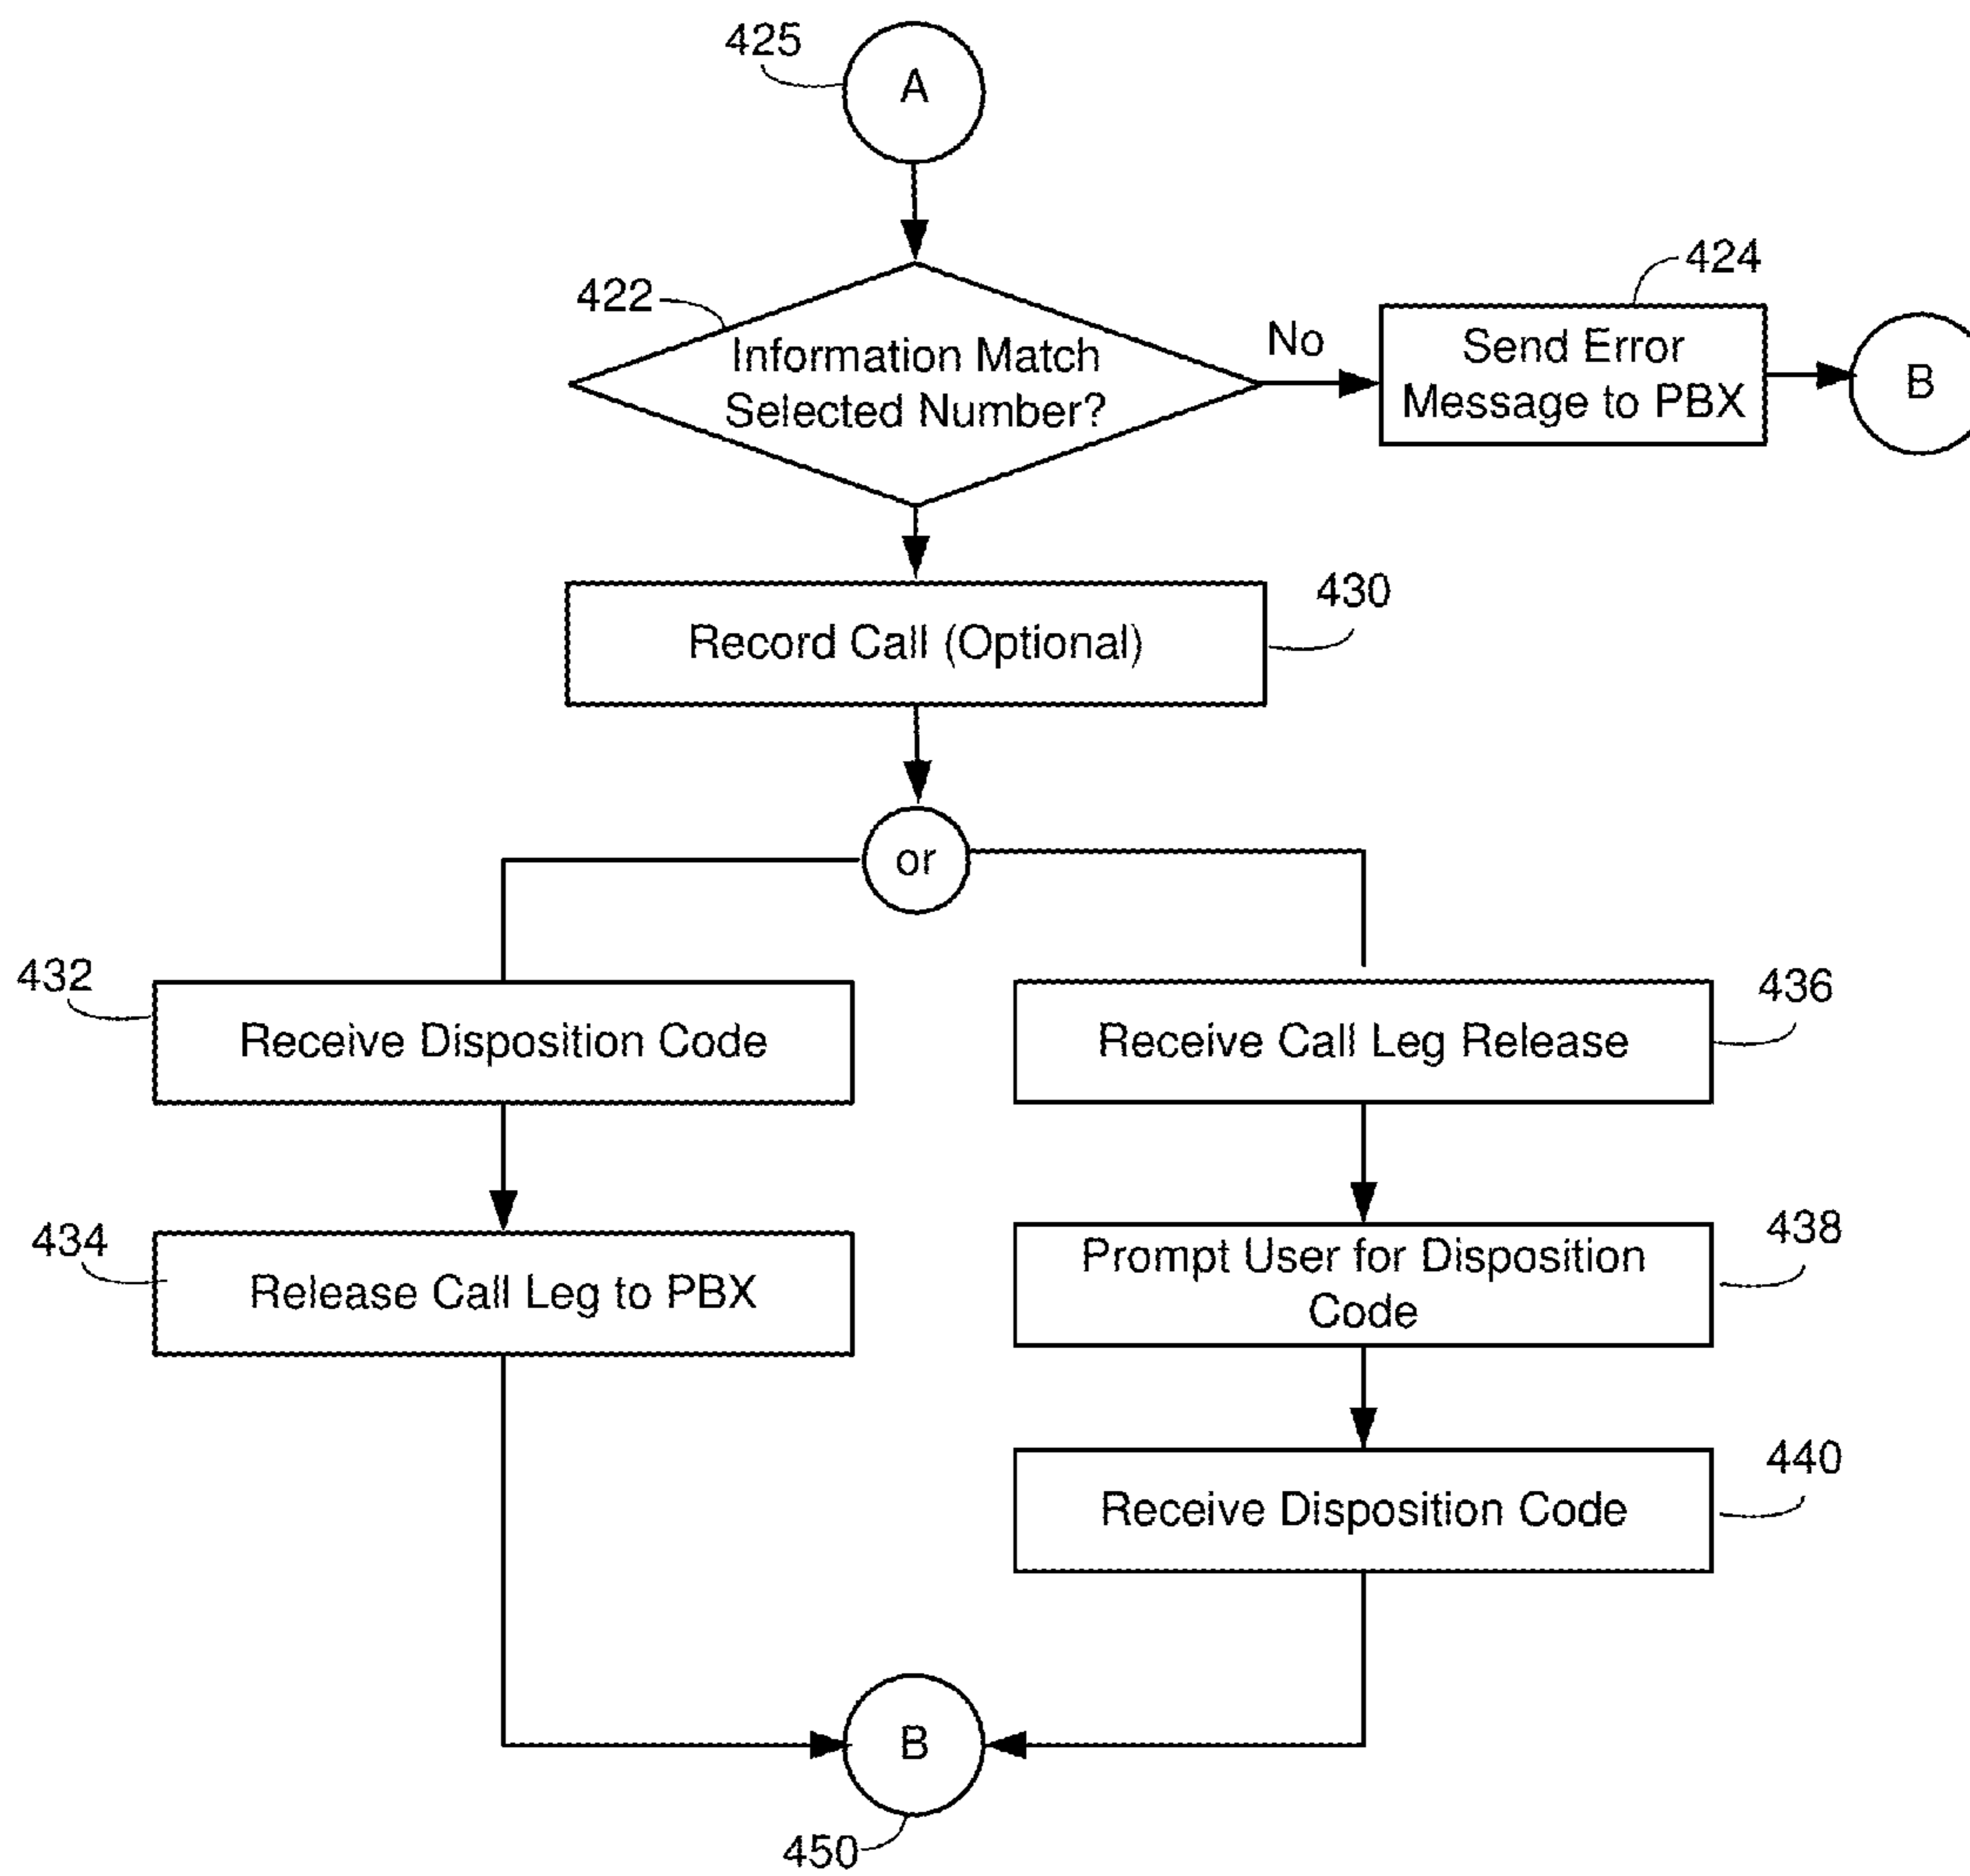 425
A
422
Information Match
Selected Number?
No
424
Send Error
Message to PBX
B
430
Record Call (Optional)
or
432
Receive Disposition Code
436
Receive Call Leg Release
434
Release Call Leg to PBX
438
Prompt User for Disposition
Code
440
Receive Disposition Code
B
450